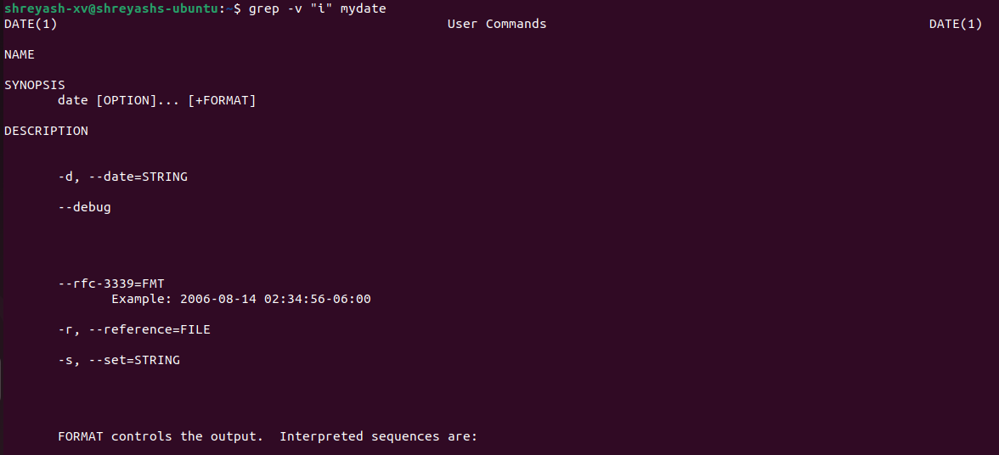 shreyash-xv@shreyashs-ubuntu:~$ grep -v "i" mydate
DATE(1) User Commands DATE(1)
NAME
SYNOPSIS
date [OPTION]... [+FORMAT]
DESCRIPTION
-d, --date=STRING
--debug
--rfc-3339=FMT
Example: 2006-08-14 02:34:56-06:00
-r, --reference=FILE
-s, --set=STRING
FORMAT controls the output.  Interpreted sequences are: